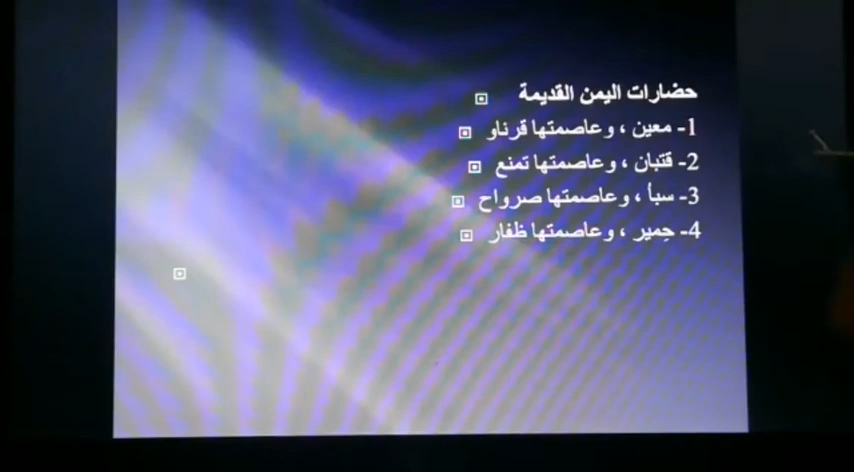 حضارات اليمن القديمة
1- معين ، وعاصمتها قرناو
2- قتبان ، وعاصمتها تمنع
3- سبأ ، وعاصمتها صرواح
4- حِمير ، وعاصمتها ظفار